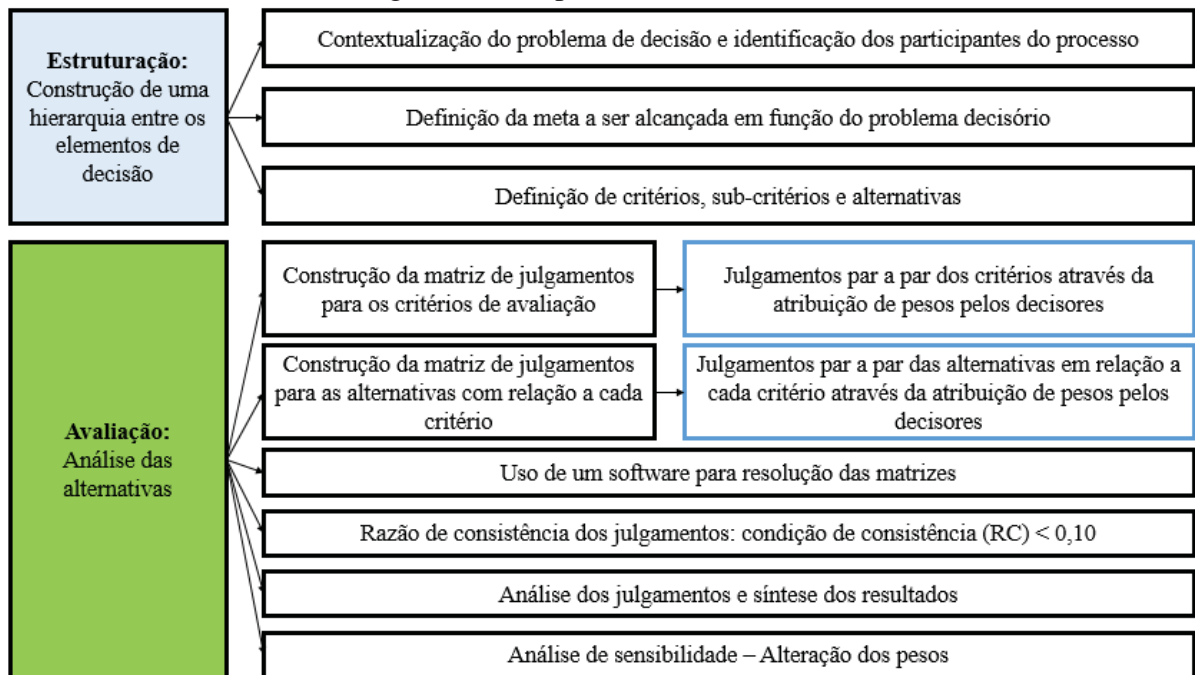 Estruturação:
Construção de uma
hierarquia entre os
elementos de
decisão
Contextualização do problema de decisão e identificação dos participantes do processo
Definição da meta a ser alcançada em função do problema decisório
Definição de critérios, sub-critérios e alternativas
Avaliação:
Análise das
alternativas
Construção da matriz de julgamentos
para os critérios de avaliação
Julgamentos par a par dos critérios através da
atribuição de pesos pelos decisores
Construção da matriz de julgamentos
para as alternativas com relação a cada
critério
Julgamentos par a par das alternativas em relação a
cada critério através da atribuição de pesos pelos
decisores
Uso de um software para resolução das matrizes
Razão de consistência dos julgamentos: condição de consistência (RC) < 0,10
Análise dos julgamentos e síntese dos resultados
Análise de sensibilidade – Alteração dos pesos